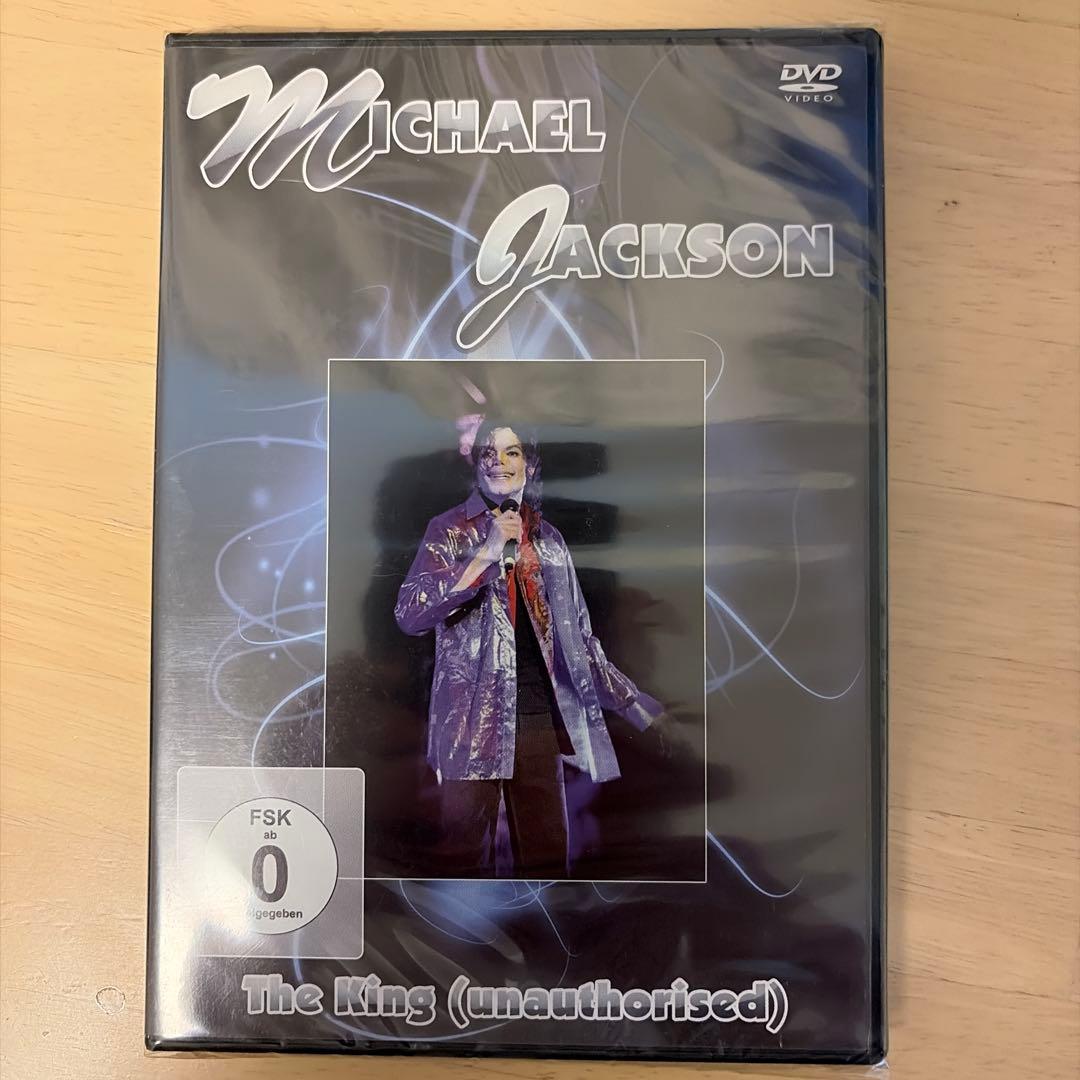 DVD
VIDEO
MICHAEL
JACKSON
FSK
ab
0
The King (unauthorised)